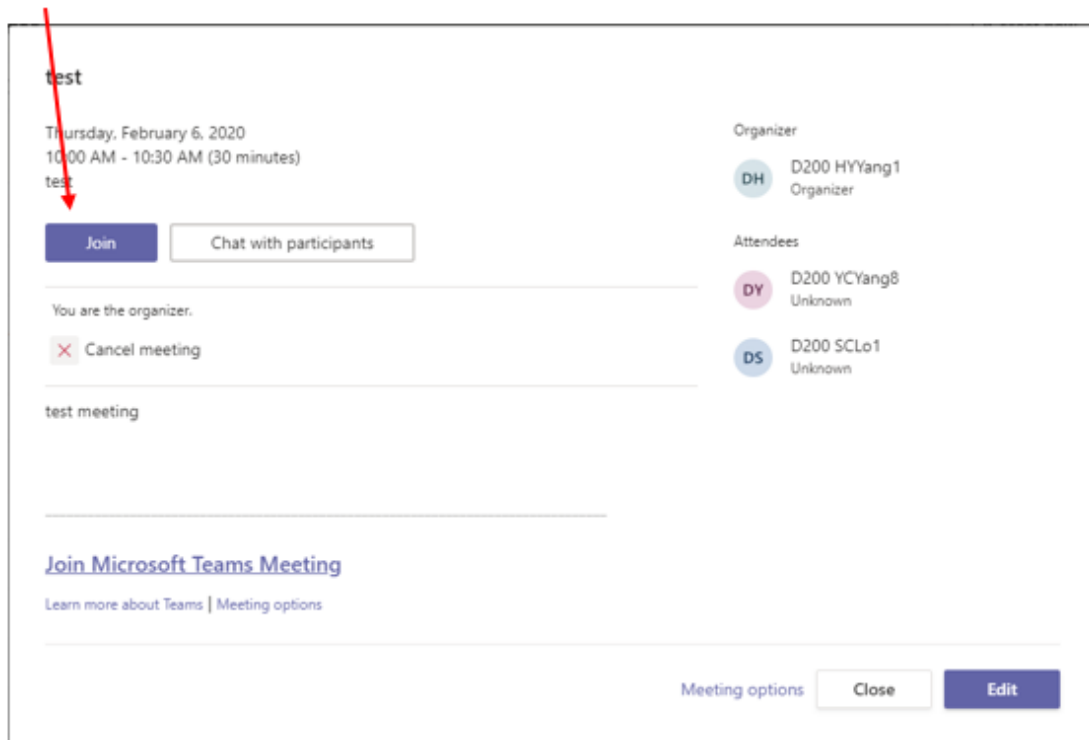 test
Thursday, February 6, 2020
10:00 AM - 10:30 AM (30 minutes)
test
Join
Chat with participants
You are the organizer.
Cancel meeting
test meeting
Join Microsoft Teams Meeting
Learn more about Teams | Meeting options
Organizer
DH
D200 HYYang1
Organizer
Attendees
DY
D200 YCYang8
Unknown
DS
D200 SCLo1
Unknown
Meeting options
Close
Edit